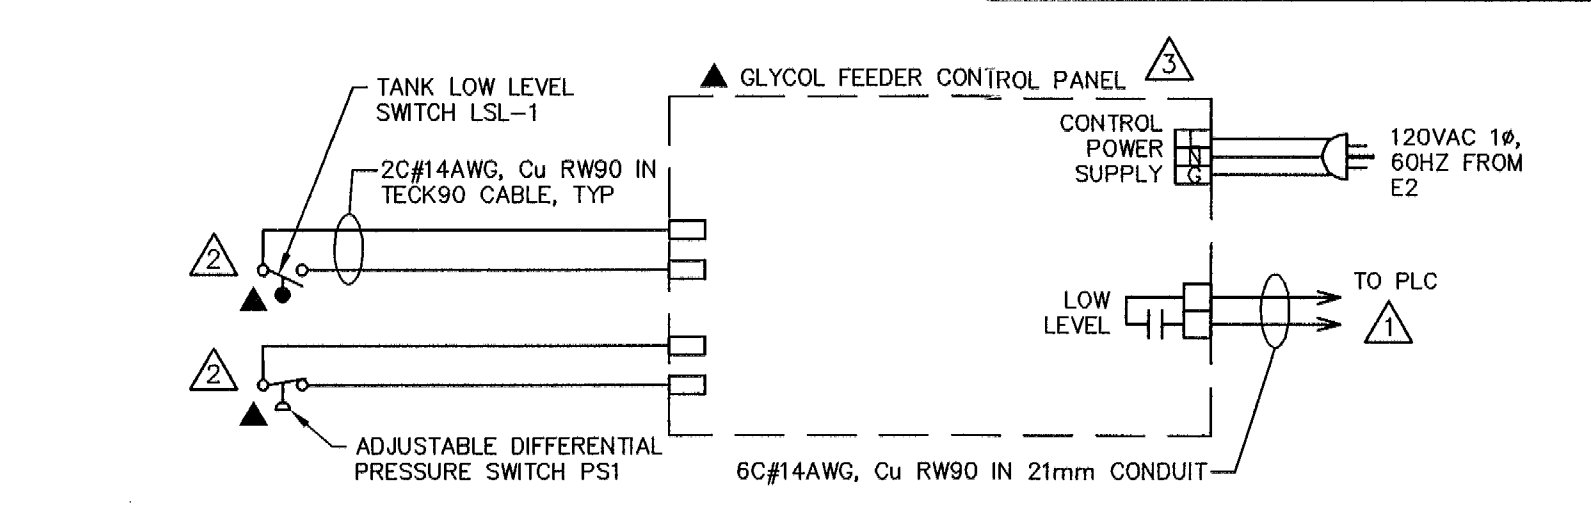 TANK LOW LEVEL
SWITCH LSL-1
2C#14AWG, Cu RW90 IN
TECK90 CABLE, TYP
2
2
ADJUSTABLE DIFFERENTIAL
PRESSURE SWITCH PS1
GLYCOL FEEDER CONTROL PANEL
3
CONTROL
POWER
SUPPLY
N
G
120VAC 1ø,
60HZ FROM
E2
LOW
LEVEL
TO PLC
1
6C#14AWG, Cu RW90 IN 21mm CONDUIT